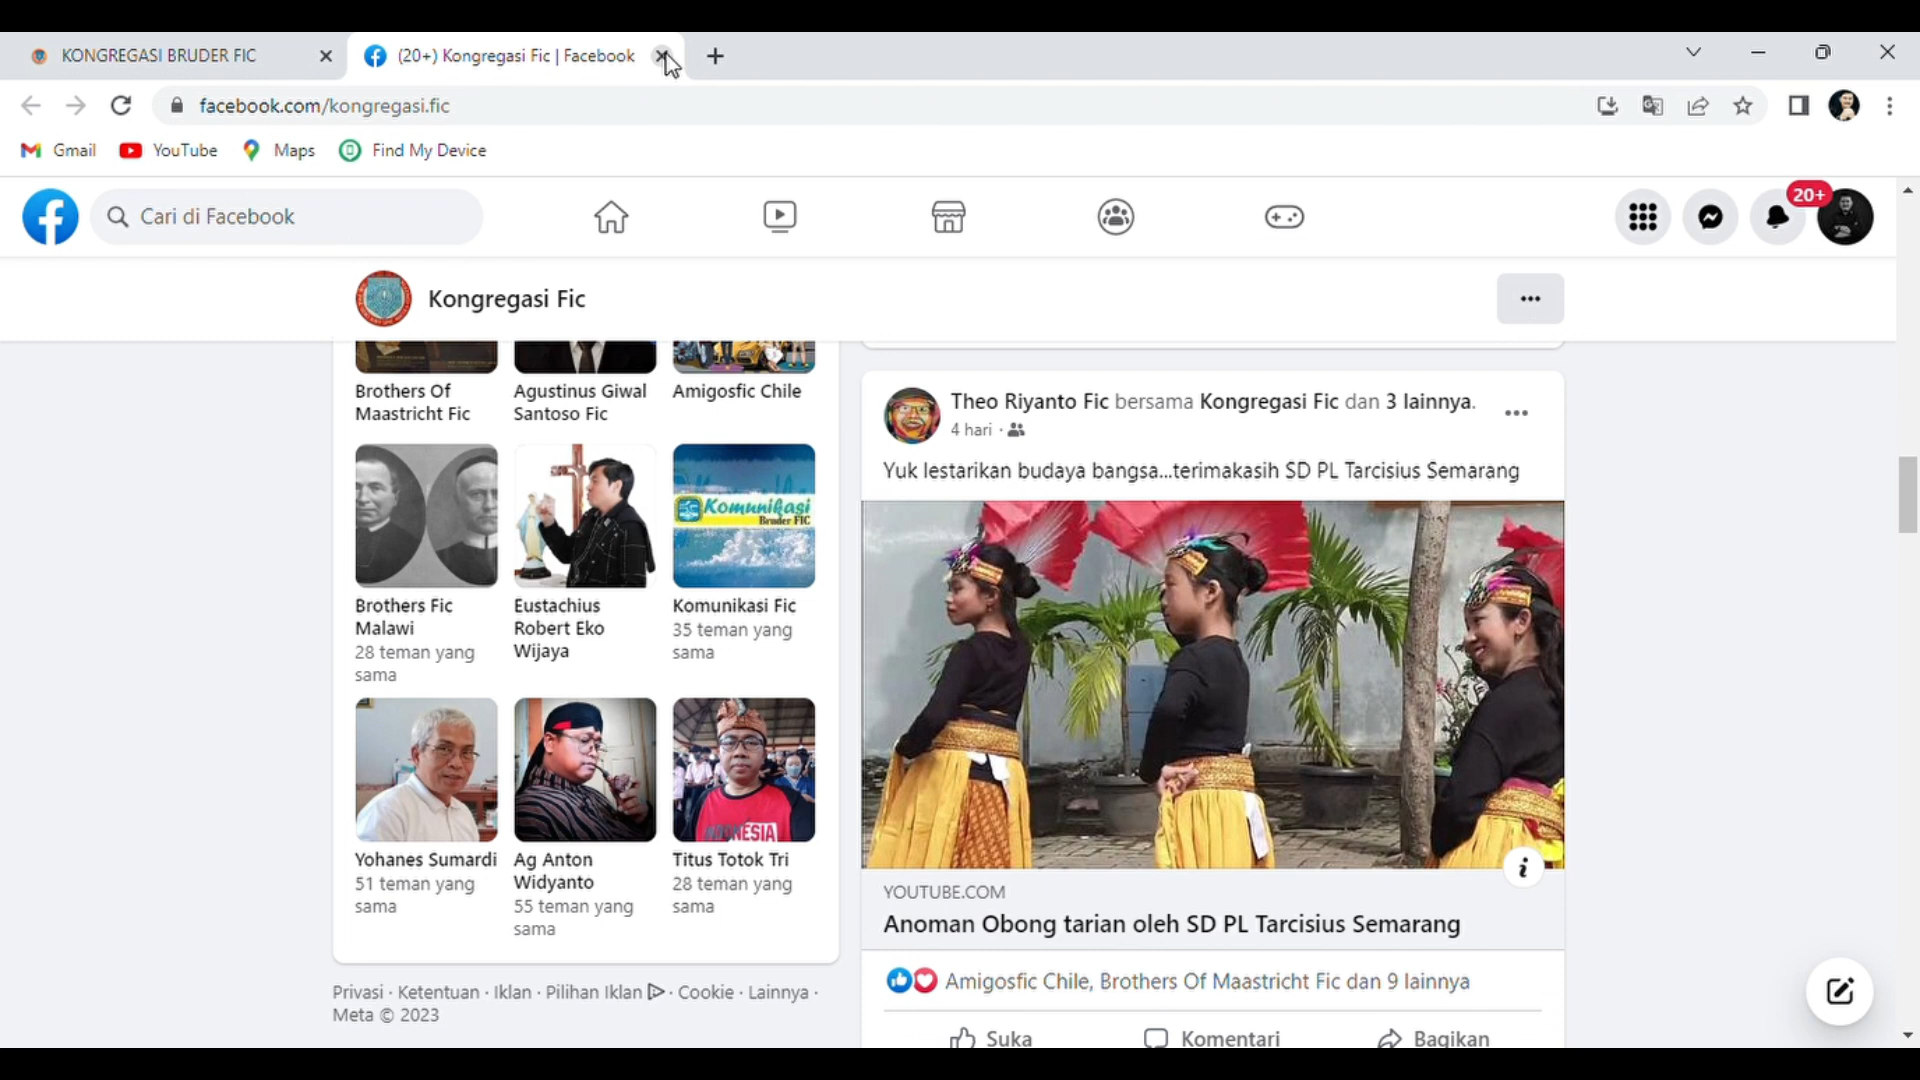 KONGREGASI BRUDER FIC
(20+) Kongregasi Fic | Facebook
facebook.com/kongregasi.fic
Gmail
YouTube
Maps
Find My Device
Cari di Facebook
20+
Kongregasi Fic
Brothers Of
Maastricht Fic
Agustinus Giwal
Santoso Fic
Amigosfic Chile
Komunikasi
Bruder FIC
Brothers Fic
Malawi
28 teman yang
sama
Eustachius
Robert Eko
Wijaya
Komunikasi Fic
35 teman yang
sama
Yohanes Sumardi
51 teman yang
sama
Ag Anton
Widyanto
55 teman yang
sama
Titus Totok Tri
28 teman yang
sama
Privasi · Ketentuan · Iklan · Pilihan Iklan · Cookie · Lainnya ·
Meta © 2023
Theo Riyanto Fic bersama Kongregasi Fic dan 3 lainnya.
4 hari ·
Yuk lestarikan budaya bangsa...terimakasih SD PL Tarcisius Semarang
YOUTUBE.COM
Anoman Obong tarian oleh SD PL Tarcisius Semarang
Amigosfic Chile, Brothers Of Maastricht Fic dan 9 lainnya
Suka
Komentari
Bagikan